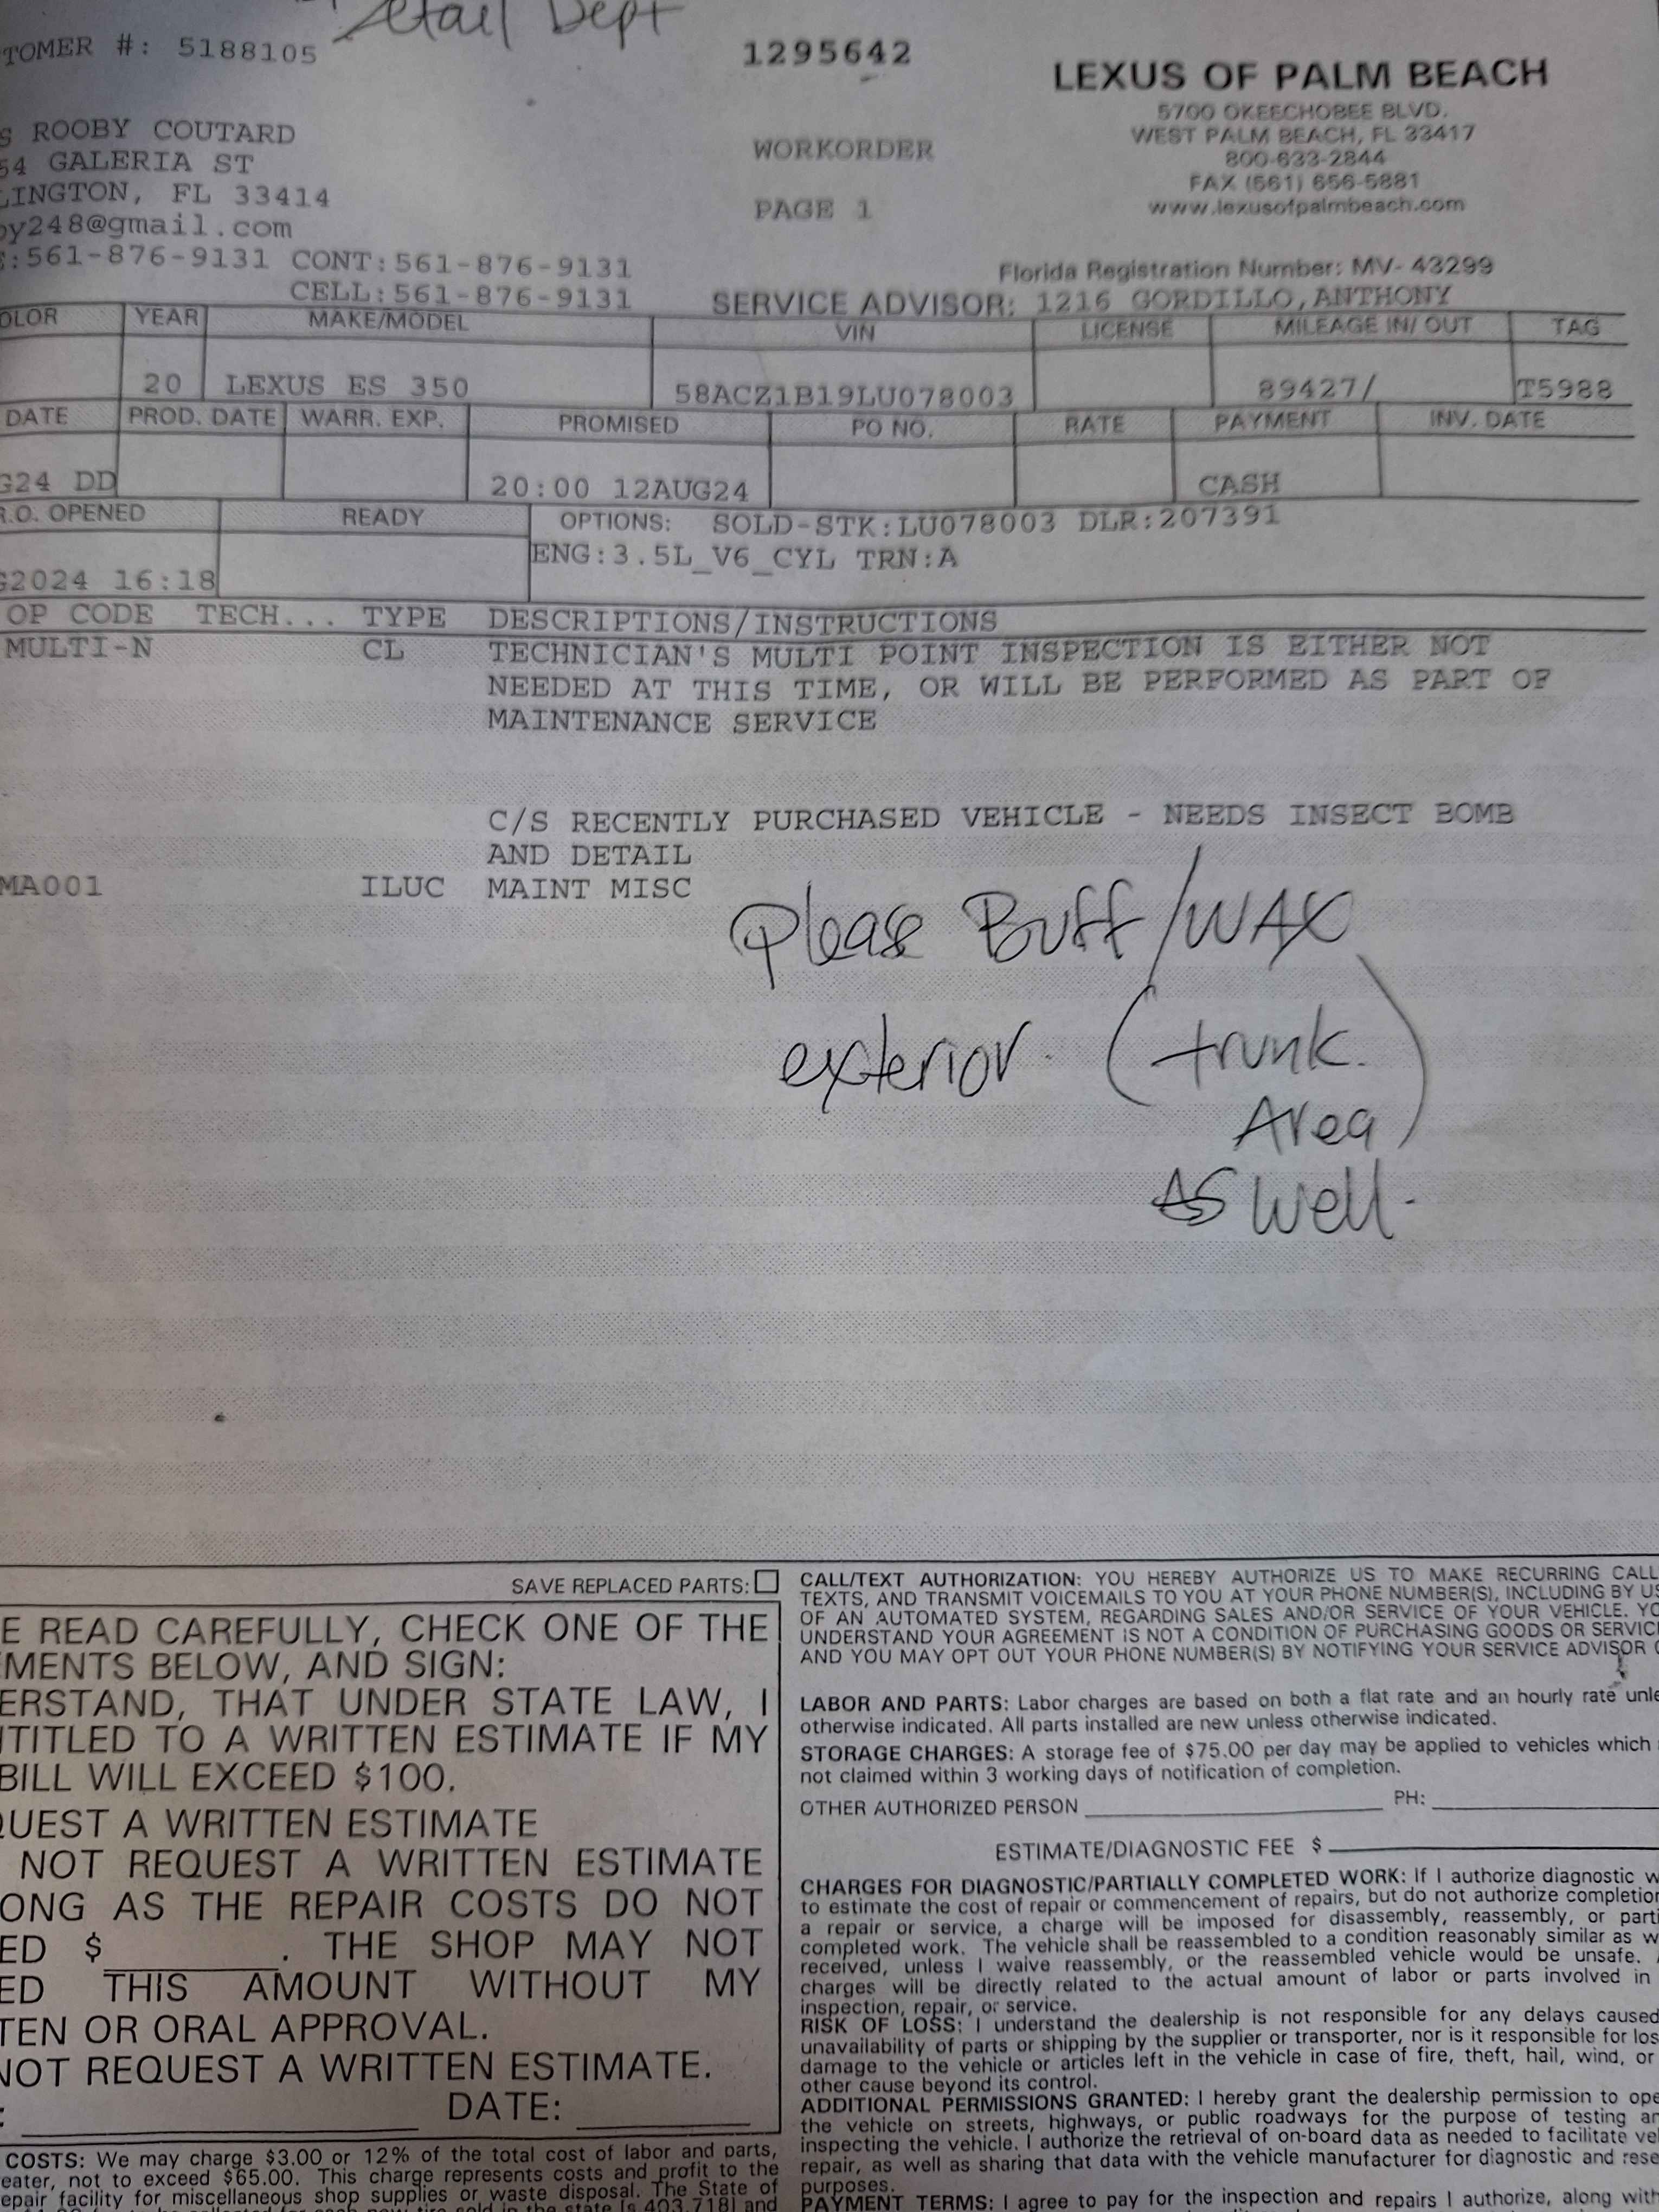 etail Dept
TOMER #: 5188105
1295642
LEXUS OF PALM BEACH
5700 OKEECHOBEE BLVD.
WEST PALM BEACH, FL 33417
800-633-2844
FAX (561) 656-5881
www.lexusofpalmbeach.com
S ROOBY COUTARD
54 GALERIA ST
LINGTON, FL 33414
by248@gmail.com
:561-876-9131 CONT:561-876-9131
CELL:561-876-9131
WORKORDER
PAGE 1
Florida Registration Number: MV- 43299
SERVICE ADVISOR: 1216 GORDILLO,ANTHONY
OLOR YEAR MAKE/MODEL VIN LICENSE MILEAGE IN/ OUT TAG
20 LEXUS ES 350 58ACZ1B19LU078003 89427/ T5988
DATE PROD. DATE WARR. EXP. PROMISED PO NO. RATE PAYMENT INV. DATE
G24 DD 20:00 12AUG24 CASH
R.O. OPENED READY OPTIONS: SOLD-STK:LU078003 DLR:207391
ENG:3.5L_V6_CYL TRN:A
G2024 16:18
OP CODE TECH... TYPE DESCRIPTIONS/INSTRUCTIONS
MULTI-N CL TECHNICIAN'S MULTI POINT INSPECTION IS EITHER NOT
NEEDED AT THIS TIME, OR WILL BE PERFORMED AS PART OF
MAINTENANCE SERVICE
C/S RECENTLY PURCHASED VEHICLE - NEEDS INSECT BOMB
AND DETAIL
MA001 ILUC MAINT MISC
Please Buff/WAX
exterior. (trunk.
Area)
AS Well.
SAVE REPLACED PARTS:
E READ CAREFULLY, CHECK ONE OF THE
EMENTS BELOW, AND SIGN:
ERSTAND, THAT UNDER STATE LAW, I
NTITLED TO A WRITTEN ESTIMATE IF MY
BILL WILL EXCEED $100.
QUEST A WRITTEN ESTIMATE
NOT REQUEST A WRITTEN ESTIMATE
ONG AS THE REPAIR COSTS DO NOT
ED $________. THE SHOP MAY NOT
ED THIS AMOUNT WITHOUT MY
TEN OR ORAL APPROVAL.
NOT REQUEST A WRITTEN ESTIMATE.
: DATE:
COSTS: We may charge $3.00 or 12% of the total cost of labor and parts,
eater, not to exceed $65.00. This charge represents costs and profit to the
epair facility for miscellaneous shop supplies or waste disposal. The State of
CALL/TEXT AUTHORIZATION: YOU HEREBY AUTHORIZE US TO MAKE RECURRING CALL
TEXTS, AND TRANSMIT VOICEMAILS TO YOU AT YOUR PHONE NUMBER(S), INCLUDING BY US
OF AN AUTOMATED SYSTEM, REGARDING SALES AND/OR SERVICE OF YOUR VEHICLE. YO
UNDERSTAND YOUR AGREEMENT IS NOT A CONDITION OF PURCHASING GOODS OR SERVIC
AND YOU MAY OPT OUT YOUR PHONE NUMBER(S) BY NOTIFYING YOUR SERVICE ADVISOR
LABOR AND PARTS: Labor charges are based on both a flat rate and an hourly rate unle
otherwise indicated. All parts installed are new unless otherwise indicated.
STORAGE CHARGES: A storage fee of $75.00 per day may be applied to vehicles which
not claimed within 3 working days of notification of completion.
OTHER AUTHORIZED PERSON PH:
ESTIMATE/DIAGNOSTIC FEE $
CHARGES FOR DIAGNOSTIC/PARTIALLY COMPLETED WORK: If I authorize diagnostic w
to estimate the cost of repair or commencement of repairs, but do not authorize completion
a repair or service, a charge will be imposed for disassembly, reassembly, or parti
completed work. The vehicle shall be reassembled to a condition reasonably similar as w
received, unless I waive reassembly, or the reassembled vehicle would be unsafe.
charges will be directly related to the actual amount of labor or parts involved in
inspection, repair, or service.
RISK OF LOSS: I understand the dealership is not responsible for any delays caused
unavailability of parts or shipping by the supplier or transporter, nor is it responsible for los
damage to the vehicle or articles left in the vehicle in case of fire, theft, hail, wind, or
other cause beyond its control.
ADDITIONAL PERMISSIONS GRANTED: I hereby grant the dealership permission to ope
the vehicle on streets, highways, or public roadways for the purpose of testing an
inspecting the vehicle. I authorize the retrieval of on-board data as needed to facilitate ve
repair, as well as sharing that data with the vehicle manufacturer for diagnostic and rese
purposes.
PAYMENT TERMS: I agree to pay for the inspection and repairs I authorize, along with